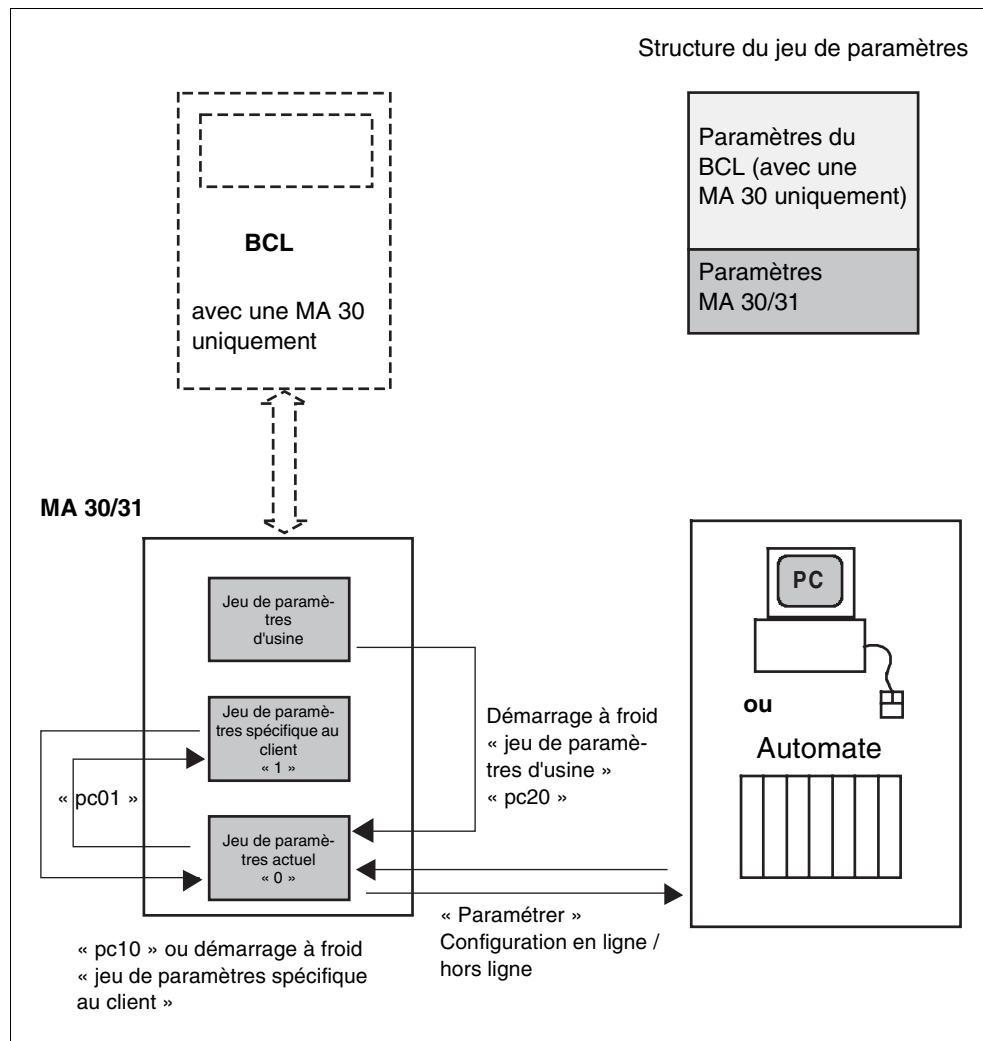 Structure du jeu de paramètres
Paramètres du
BCL (avec une
MA 30 uniquement)
Paramètres
MA 30/31
BCL
avec une MA 30
uniquement
MA 30/31
Jeu de paramè-
tres
d'usine
Jeu de paramè-
tres spécifique au
client
« 1 »
Jeu de paramè-
tres actuel
« 0 »
« pc01 »
Démarrage à froid
« jeu de paramè-
tres d'usine »
« pc20 »
PC
ou
Automate
« Paramétrer »
Configuration en ligne /
hors ligne
« pc10 » ou démarrage à froid
« jeu de paramètres spécifique
au client »